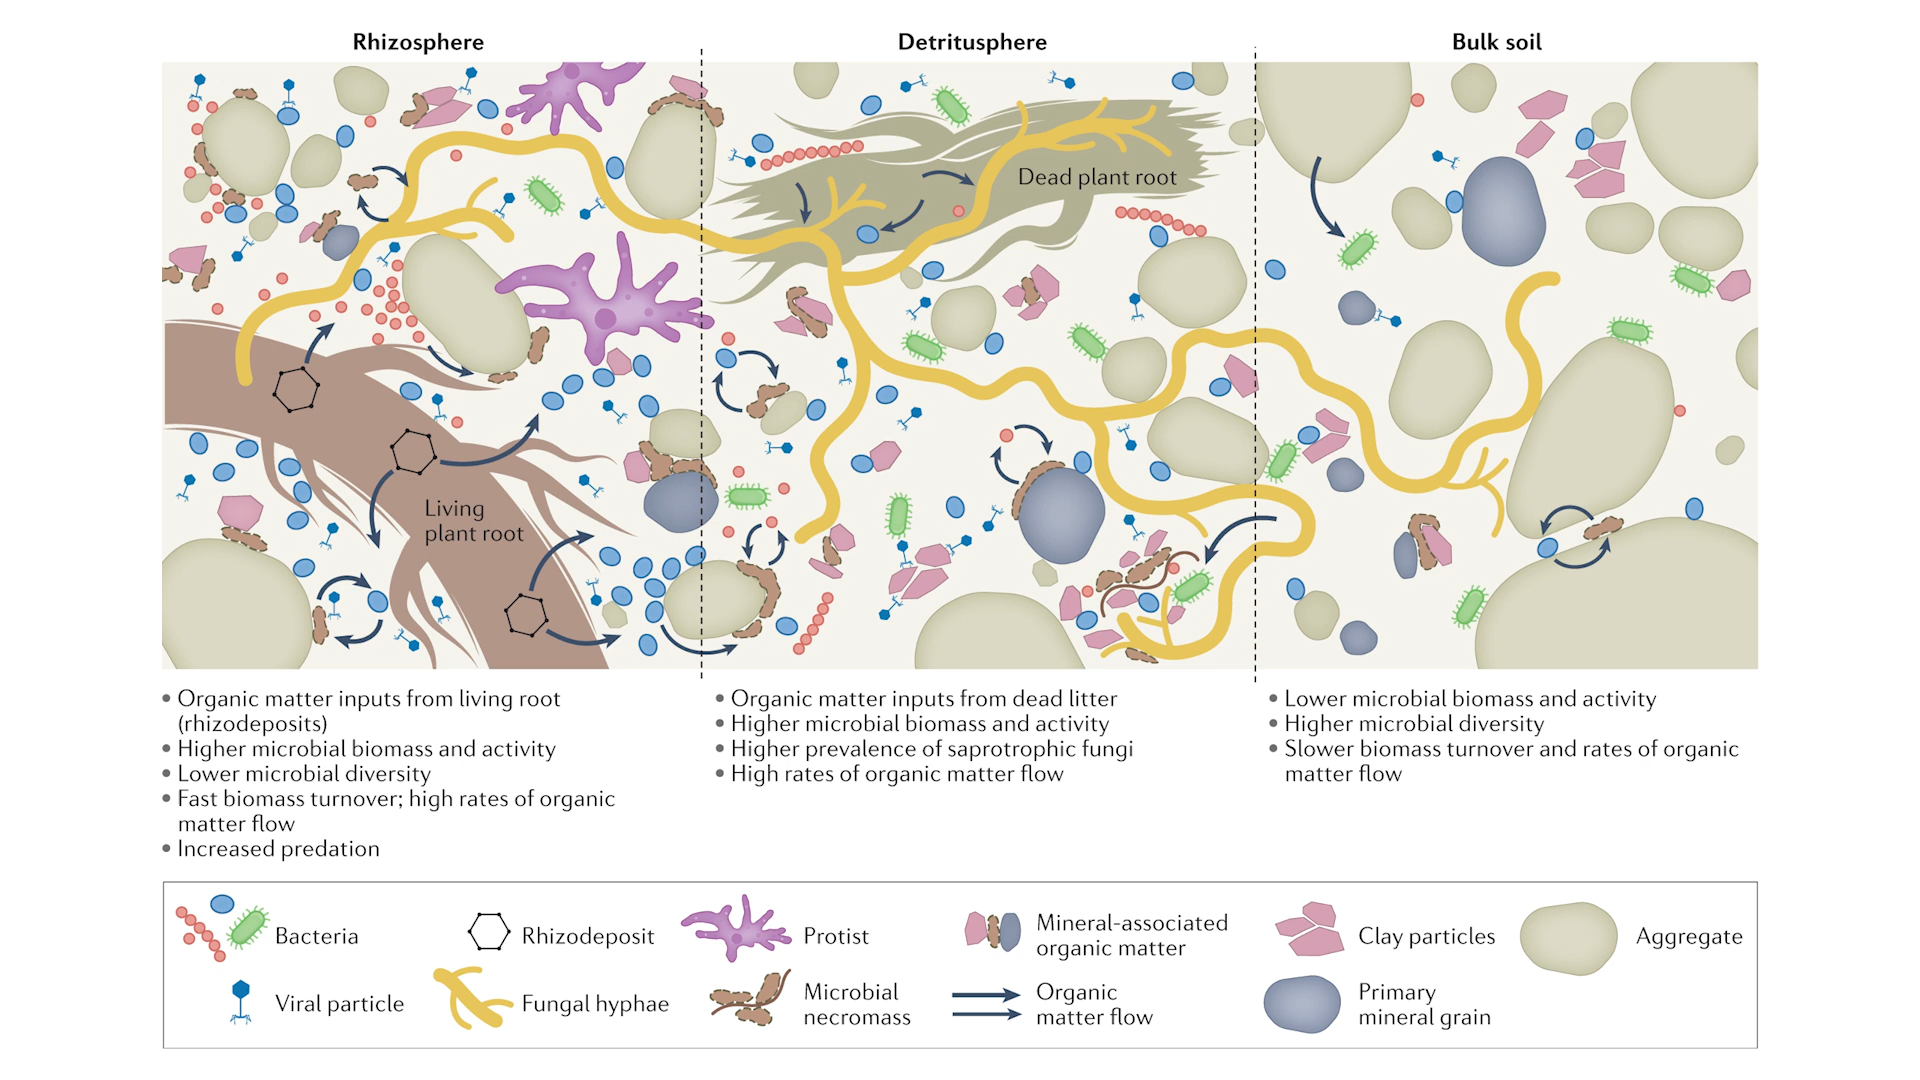 Rhizosphere
Detritusphere
Bulk soil
Dead plant root
Living
plant root
• Organic matter inputs from living root
(rhizodeposits)
• Higher microbial biomass and activity
• Lower microbial diversity
• Fast biomass turnover; high rates of organic
matter flow
• Increased predation
• Organic matter inputs from dead litter
• Higher microbial biomass and activity
• Higher prevalence of saprotrophic fungi
• High rates of organic matter flow
• Lower microbial biomass and activity
• Higher microbial diversity
• Slower biomass turnover and rates of organic
matter flow
Bacteria
Rhizodeposit
Protist
Mineral-associated
organic matter
Clay particles
Aggregate
Viral particle
Fungal hyphae
Microbial
necromass
Organic
matter flow
Primary
mineral grain